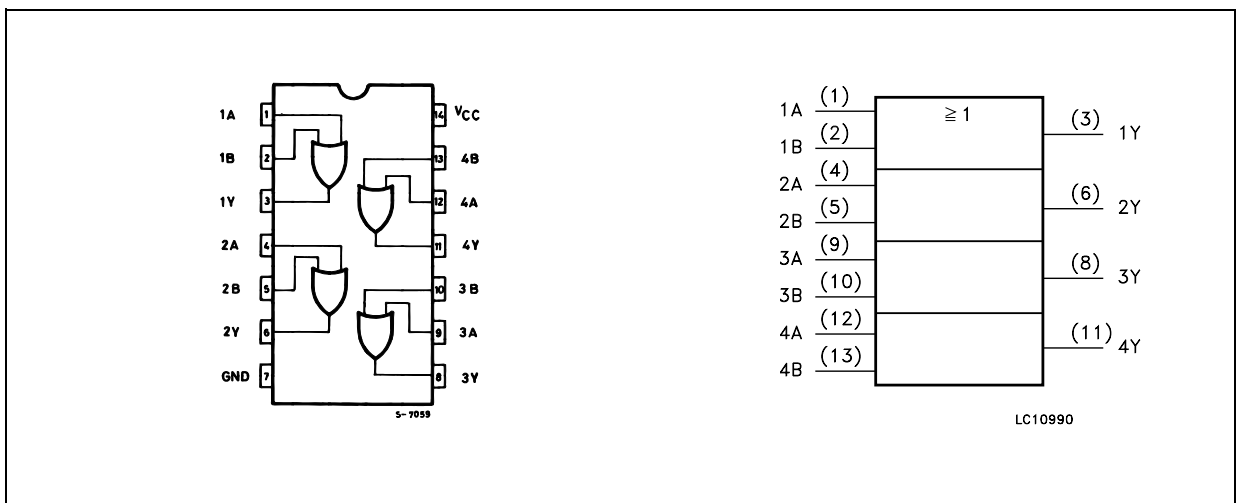 1A 1 14 VCC
1B 2 13 4B
1Y 3 12 4A
2A 4 11 4Y
2B 5 10 3B
2Y 6 9 3A
GND 7 8 3Y
S-7059
1A (1) ≧ 1 (3) 1Y
1B (2)
2A (4) (6) 2Y
2B (5)
3A (9) (8) 3Y
3B (10)
4A (12) (11) 4Y
4B (13)
LC10990